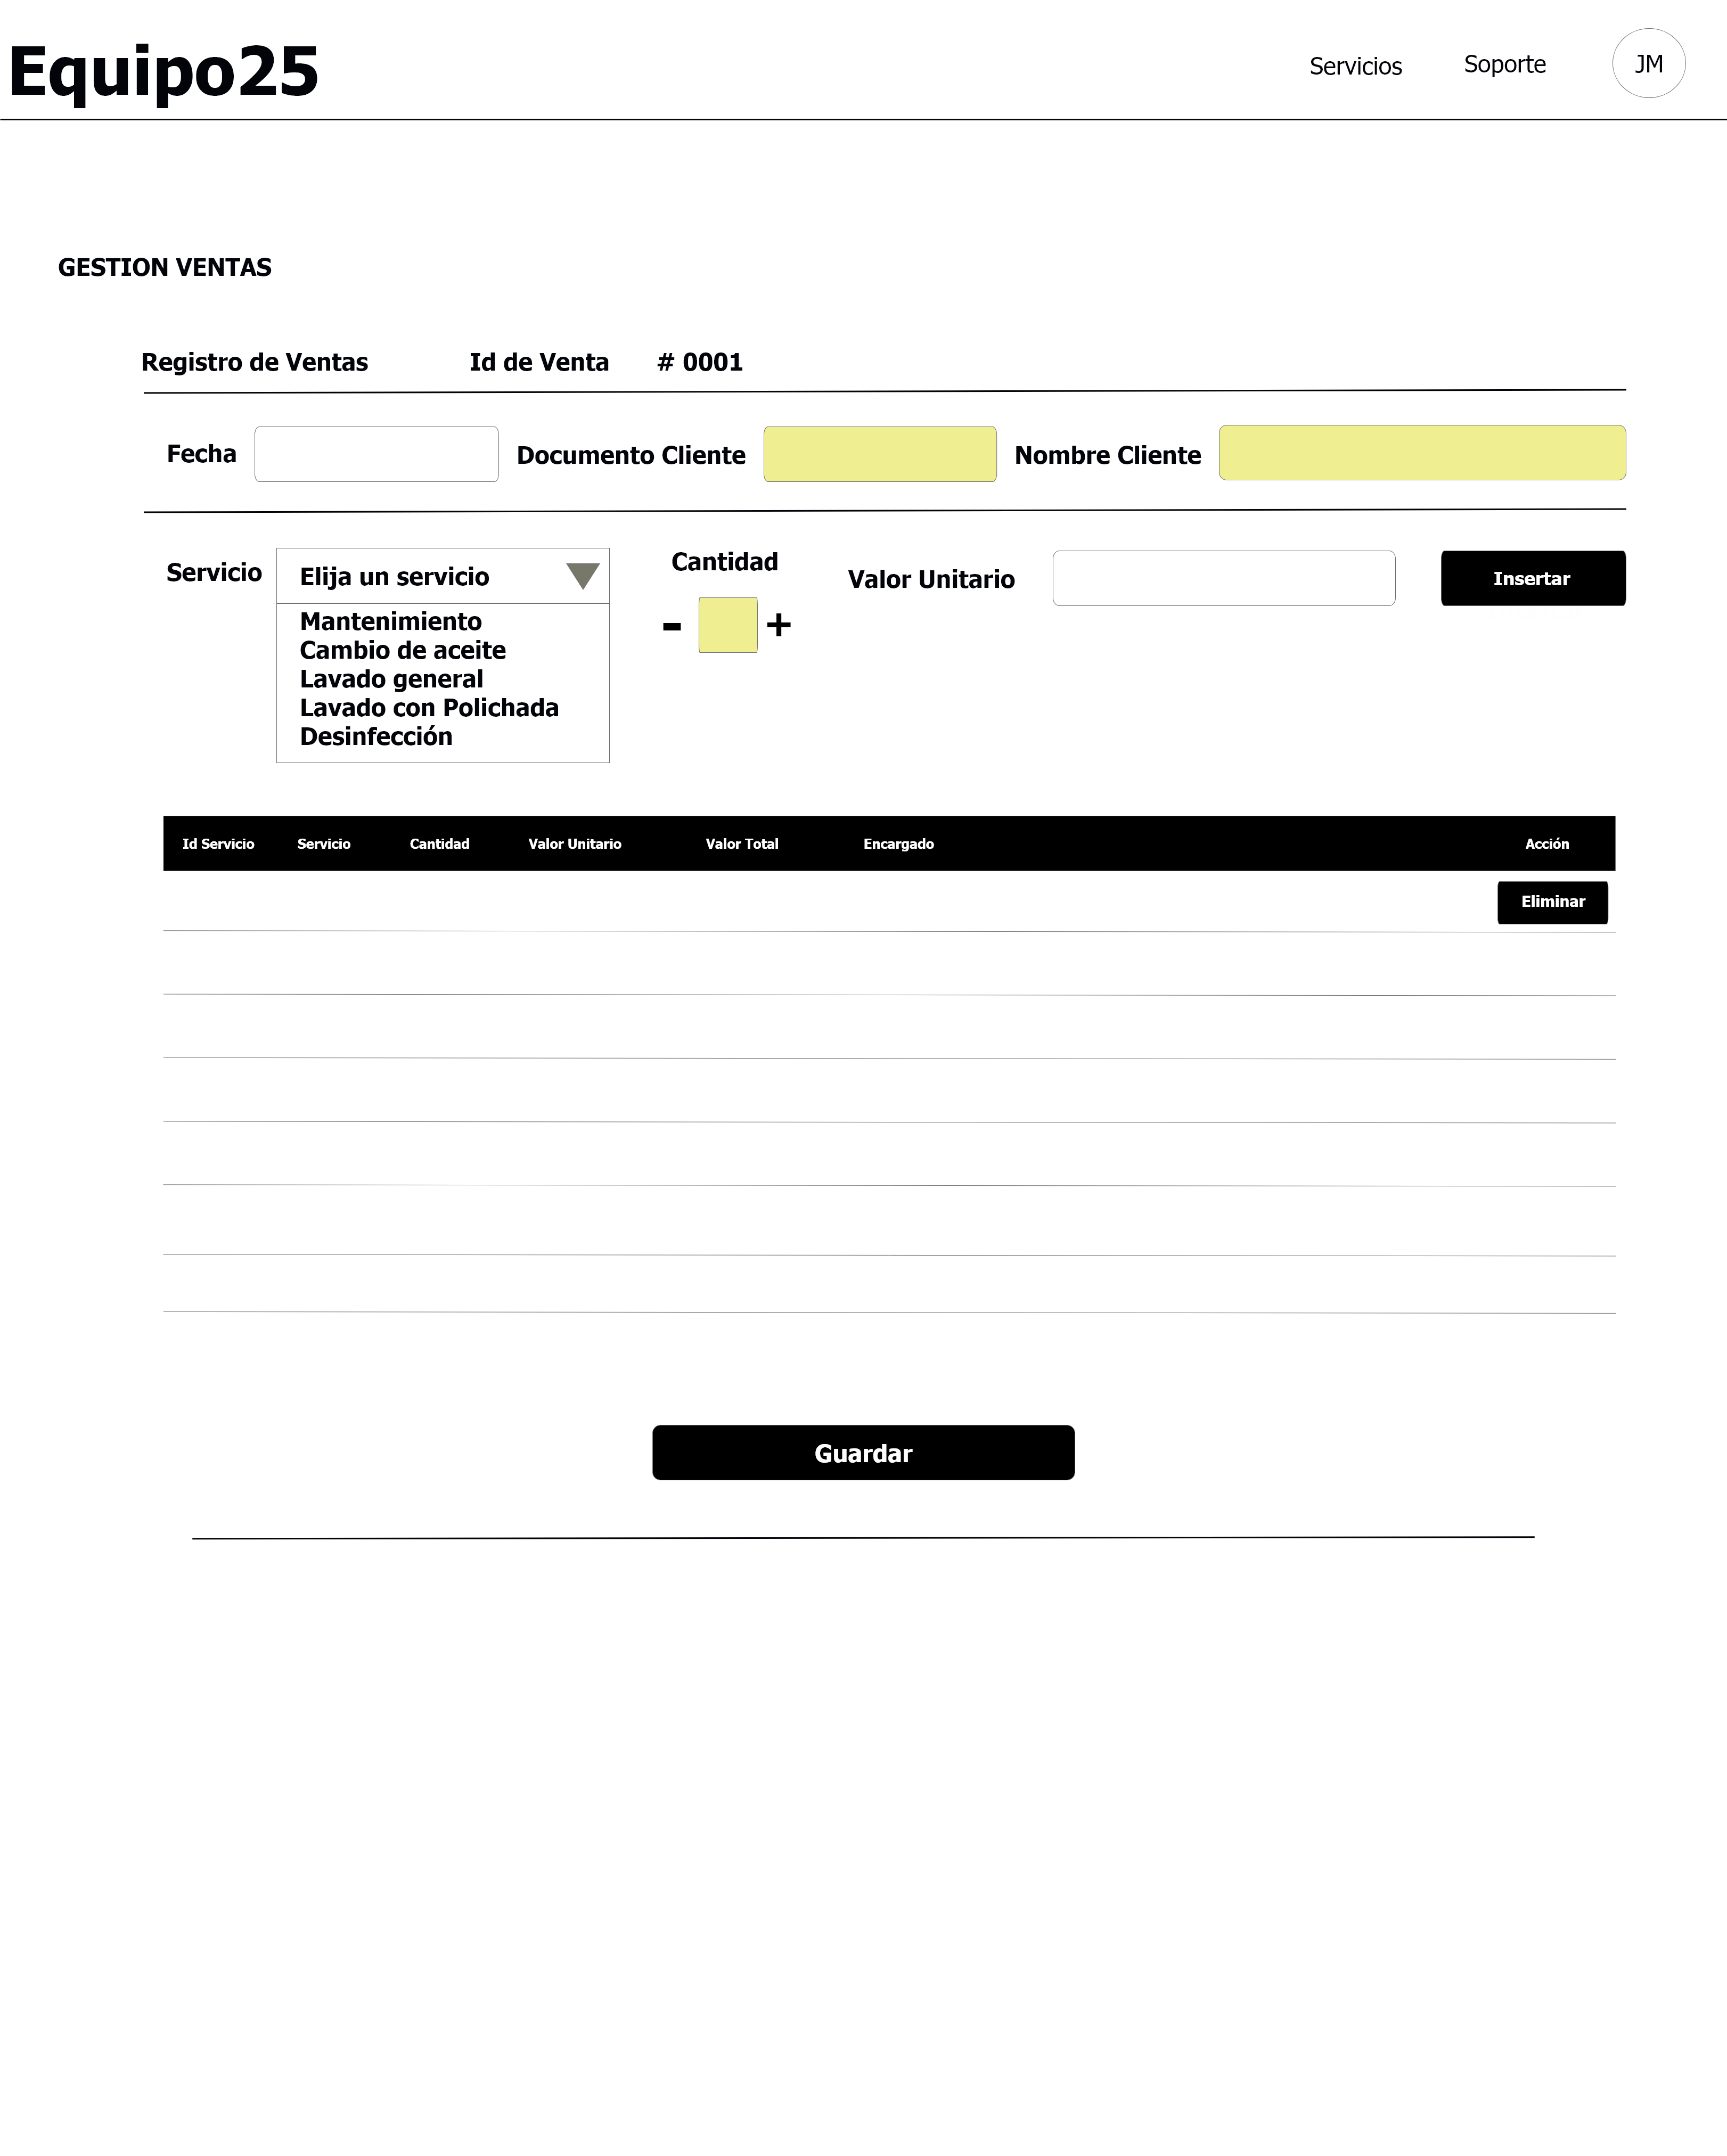 Equipo25
Servicios Soporte JM
GESTION VENTAS
Registro de Ventas Id de Venta # 0001
Fecha Documento Cliente Nombre Cliente
Servicio Elija un servicio Cantidad Valor Unitario Insertar
- +
Mantenimiento
Cambio de aceite
Lavado general
Lavado con Polichada
Desinfección
Id Servicio Servicio Cantidad Valor Unitario Valor Total Encargado Acción
Eliminar
Guardar